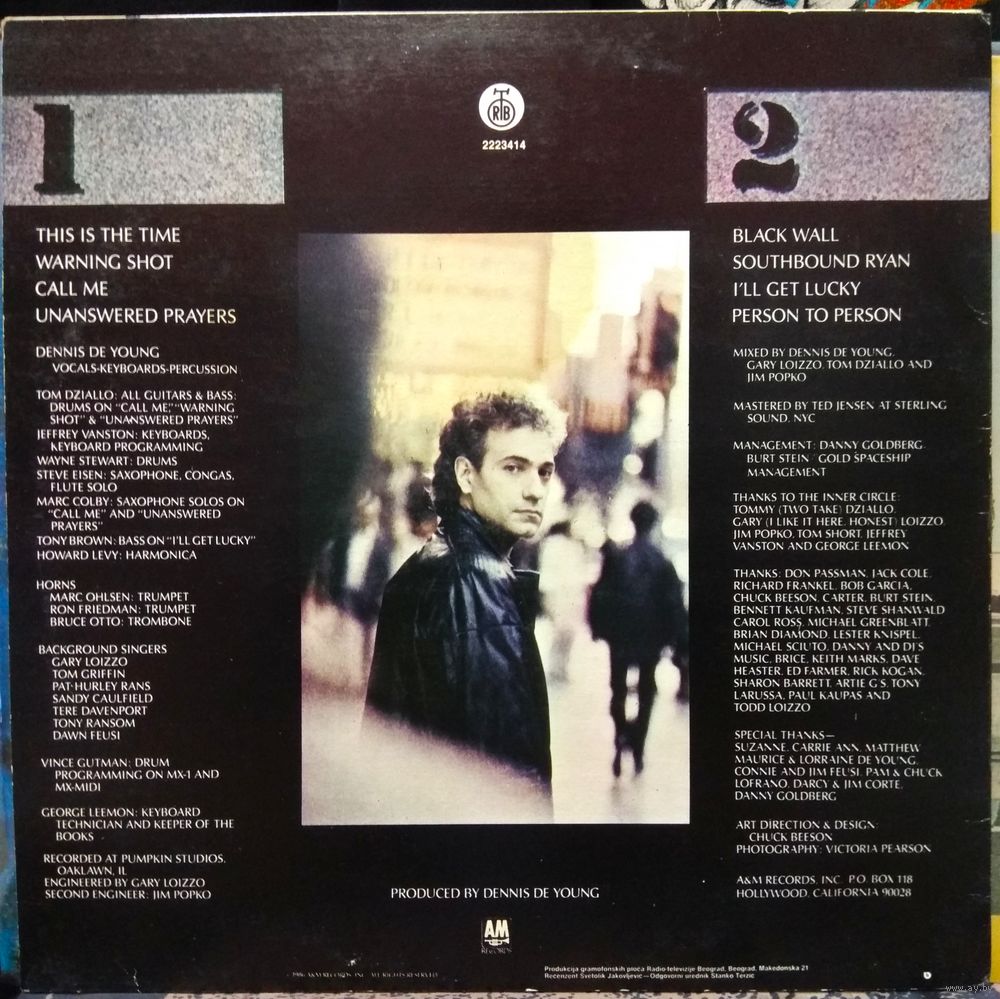 1
RTB
2223414
2
THIS IS THE TIME
WARNING SHOT
CALL ME
UNANSWERED PRAYERS
DENNIS DE YOUNG
VOCALS-KEYBOARDS-PERCUSSION
TOM DZIALLO: ALL GUITARS & BASS:
DRUMS ON "CALL ME," "WARNING
SHOT" & "UNANSWERED PRAYERS"
JEFFREY VANSTON: KEYBOARDS,
KEYBOARD PROGRAMMING
WAYNE STEWART: DRUMS
STEVE EISEN: SAXOPHONE, CONGAS,
FLUTE SOLO
MARC COLBY: SAXOPHONE SOLOS ON
"CALL ME" AND "UNANSWERED
PRAYERS"
TONY BROWN: BASS ON "I'LL GET LUCKY"
HOWARD LEVY: HARMONICA
HORNS
MARC OHLSEN: TRUMPET
RON FRIEDMAN: TRUMPET
BRUCE OTTO: TROMBONE
BACKGROUND SINGERS
GARY LOIZZO
TOM GRIFFIN
PAT HURLEY RANS
SANDY CAULFIELD
TERE DAVENPORT
TONY RANSOM
DAWN FEUSI
VINCE GUTMAN: DRUM
PROGRAMMING ON MX-1 AND
MX-MIDI
GEORGE LEEMON: KEYBOARD
TECHNICIAN AND KEEPER OF THE
BOOKS
RECORDED AT PUMPKIN STUDIOS,
OAKLAWN, IL
ENGINEERED BY GARY LOIZZO
SECOND ENGINEER: JIM POPKO
BLACK WALL
SOUTHBOUND RYAN
I'LL GET LUCKY
PERSON TO PERSON
MIXED BY DENNIS DE YOUNG,
GARY LOIZZO, TOM DZIALLO AND
JIM POPKO
MASTERED BY TED JENSEN AT STERLING
SOUND, NYC
MANAGEMENT: DANNY GOLDBERG,
BURT STEIN / GOLD SPACESHIP
MANAGEMENT
THANKS TO THE INNER CIRCLE:
TOMMY (TWO TAKE) DZIALLO,
GARY (I LIKE IT HERE, HONEST) LOIZZO,
JIM POPKO, TOM SHORT, JEFFREY
VANSTON AND GEORGE LEEMON
THANKS: DON PASSMAN, JACK COLE,
RICHARD FRANKEL, BOB GARCIA,
CHUCK BEESON, CARTER, BURT STEIN,
BENNETT KAUFMAN, STEVE SHANWALD
CAROL ROSS, MICHAEL GREENBLATT,
BRIAN DIAMOND, LESTER KNISPEL,
MICHAEL SCIUTO, DANNY AND DJ'S
MUSIC, BRICE, KEITH MARKS, DAVE
HEASTER, ED FARMER, RICK KOGAN,
SHARON BARRETT, ARTIE G'S, TONY
LARUSSA, PAUL KAUPAS AND
TODD LOIZZO
SPECIAL THANKS—
SUZANNE, CARRIE ANN, MATTHEW
MAURICE & LORRAINE DE YOUNG,
CONNIE AND JIM FEUSI, PAM & CHUCK
LOFRANO, DARCY & JIM CORTE,
DANNY GOLDBERG
ART DIRECTION & DESIGN:
CHUCK BEESON
PHOTOGRAPHY: VICTORIA PEARSON
A&M RECORDS, INC. P.O. BOX 118
HOLLYWOOD, CALIFORNIA 90028
PRODUCED BY DENNIS DE YOUNG
AM
RECORDS
1986 A&M RECORDS, INC. ALL RIGHTS RESERVED
Produkcija gramofonskih ploča Radio-televizije Beograd, Beograd, Makedonska 21
Recenzent Svetolik Jakovljević — Odgovorni urednik Stanko Terzić
www.ay.by